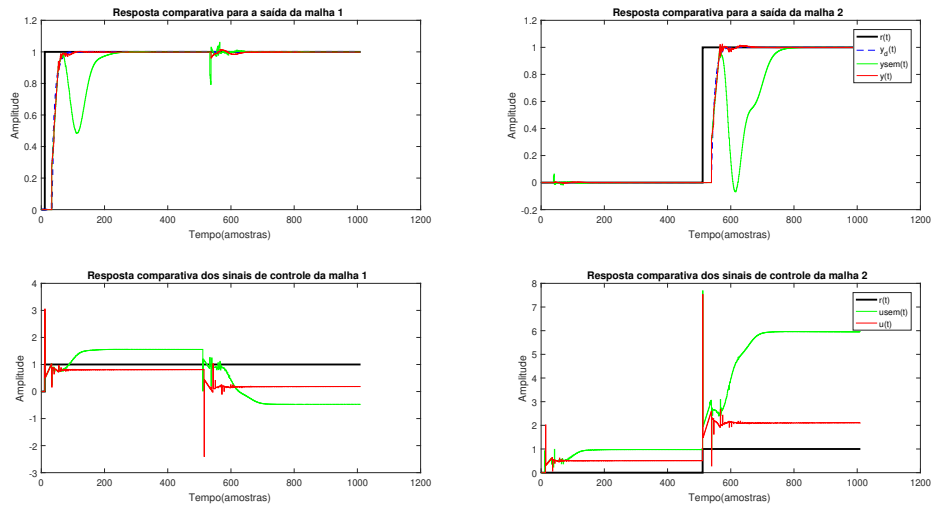 Resposta comparativa para a saída da malha 1
Amplitude
1.2
1
0.8
0.6
0.4
0.2
0
0 200 400 600 800 1000 1200
Tempo(amostras)
Resposta comparativa para a saída da malha 2
Amplitude
1.2
1
0.8
0.6
0.4
0.2
0
-0.2
0 200 400 600 800 1000 1200
Tempo(amostras)
r(t)
y_d(t)
ysem(t)
y(t)
Resposta comparativa dos sinais de controle da malha 1
Amplitude
4
3
2
1
0
-1
-2
-3
0 200 400 600 800 1000 1200
Tempo(amostras)
Resposta comparativa dos sinais de controle da malha 2
Amplitude
8
7
6
5
4
3
2
1
0
0 200 400 600 800 1000 1200
Tempo(amostras)
r(t)
usem(t)
u(t)